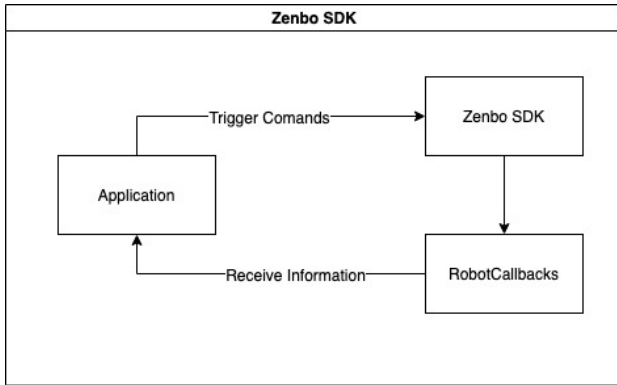 Zenbo SDK
Trigger Comands
Zenbo SDK
Application
Receive Information
RobotCallbacks